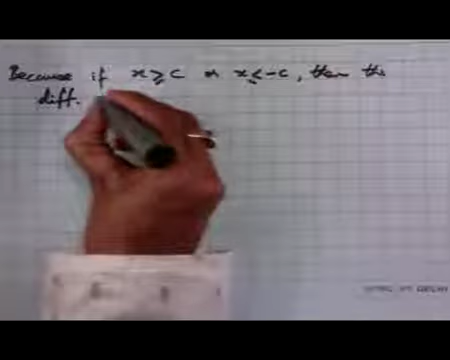 Because if x ≥ c or x ≤ -c, then the
diff.